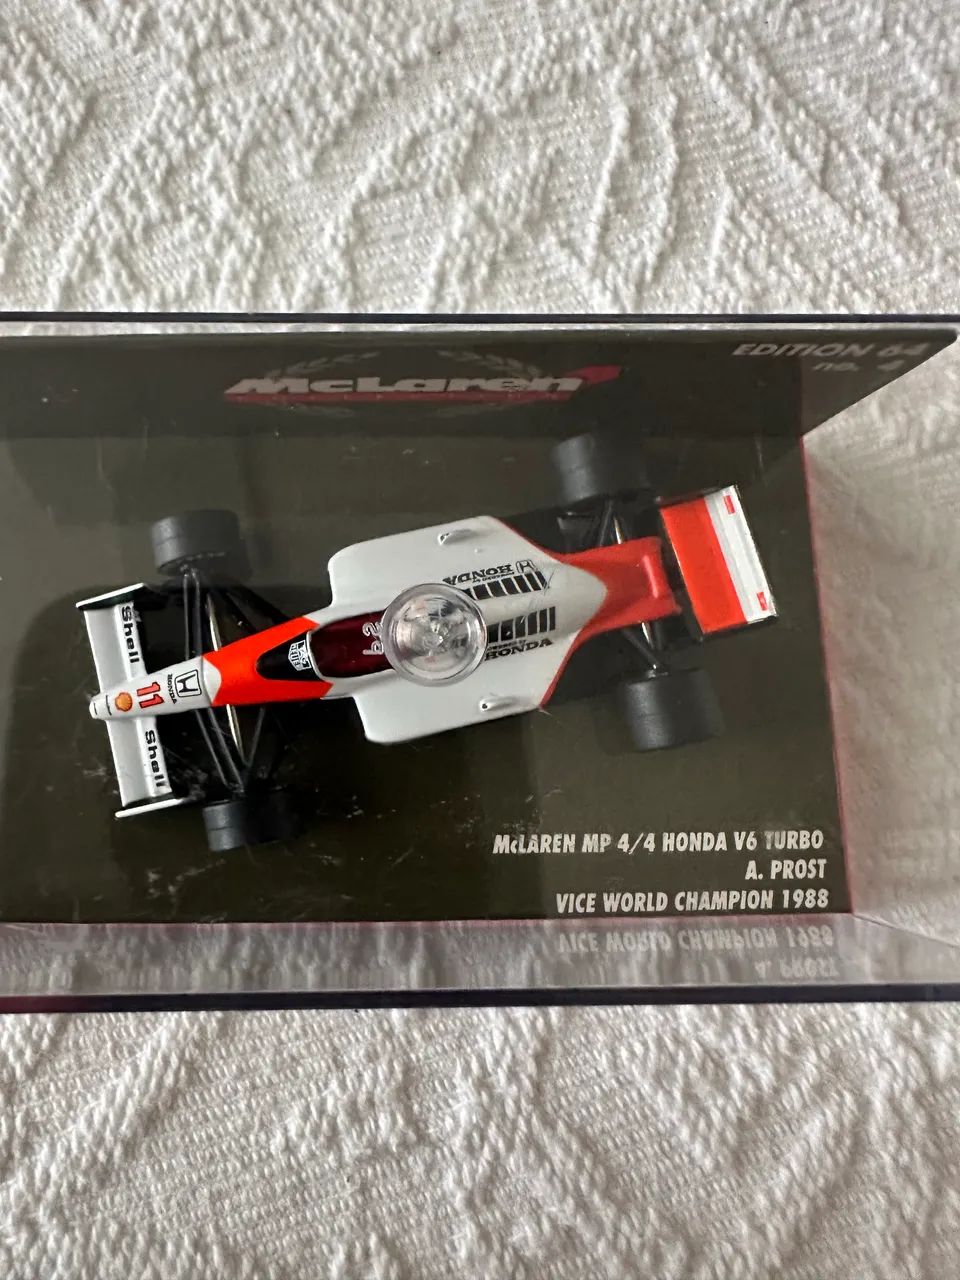 EDITION 64
no.
McLaren
Shell
HONDA
11
HONDA
Shell
HONDA
McLAREN MP 4/4 HONDA V6 TURBO
A. PROST
VICE WORLD CHAMPION 1988